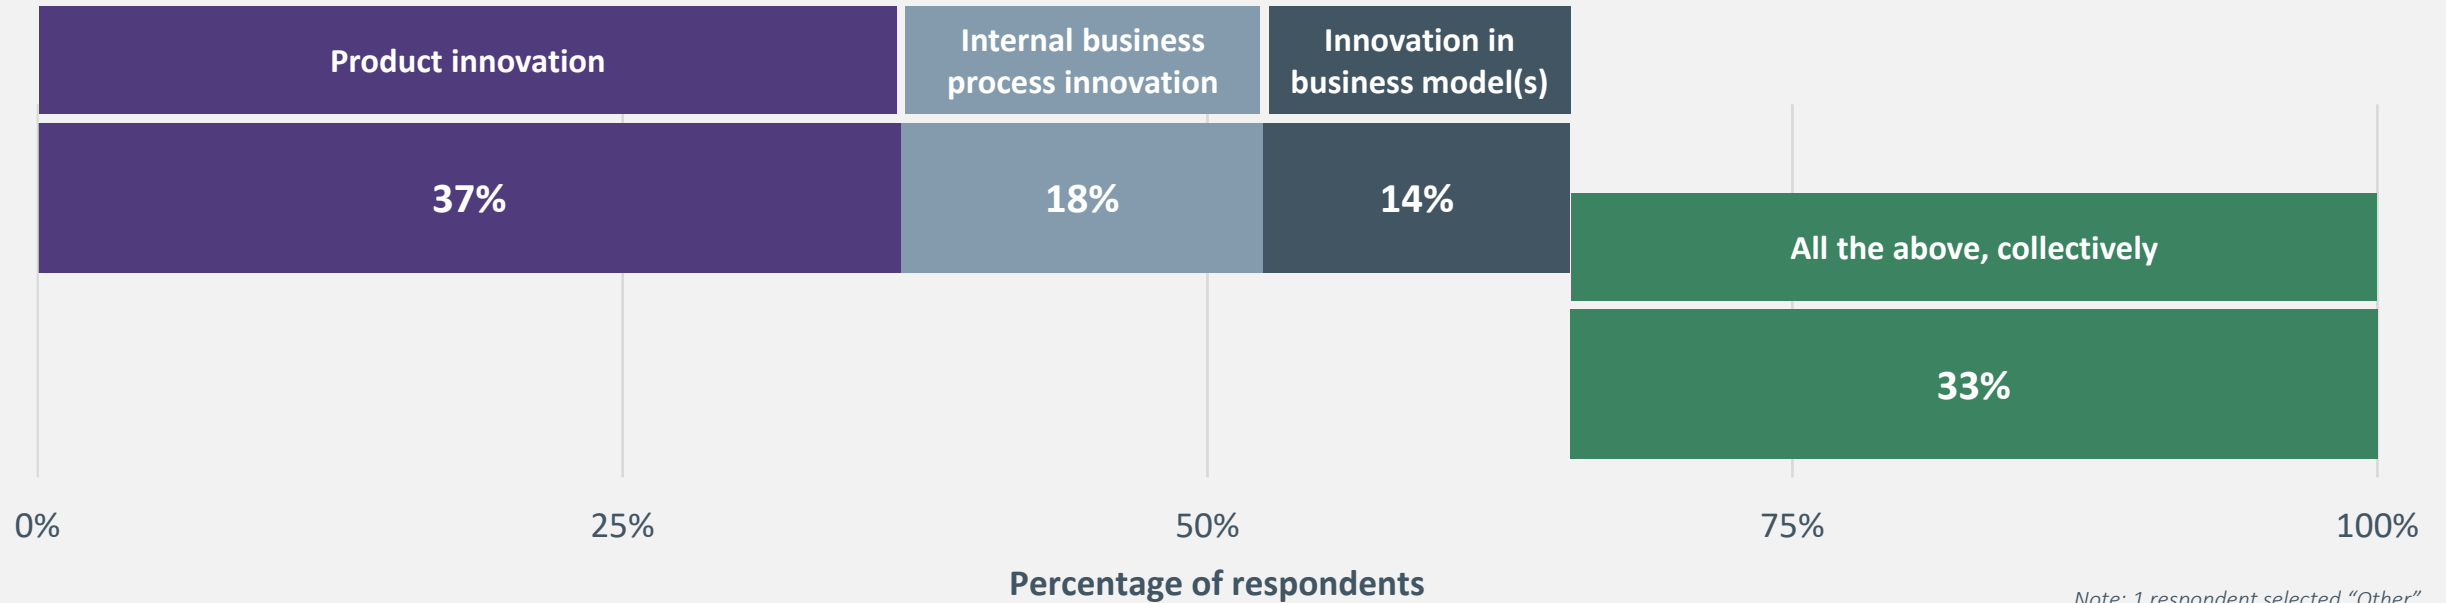 Product innovation
Internal business
process innovation
Innovation in
business model(s)
37%
18%
14%
All the above, collectively
33%
0%
25%
50%
75%
100%
Percentage of respondents
Note: 1 respondent selected “Other”